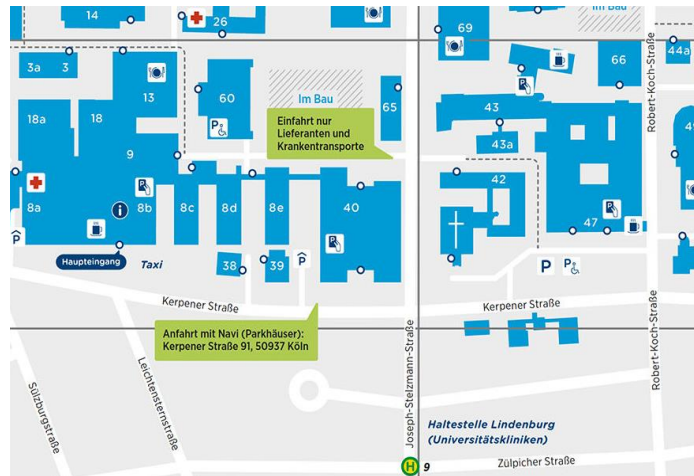 14
26
69
66
44a
3a
3
13
60
Im Bau
Im Bau
65
Einfahrt nur
Lieferanten und
Krankentransporte
43
43a
18a
18
9
P
42
8a
8b
8c
8d
8e
40
47
P
i
P
P
P
P
H
Haupteingang
Taxi
38
39
P
P
Kerpener Straße
Kerpener Straße
Anfahrt mit Navi (Parkhäuser):
Kerpener Straße 91, 50937 Köln
Robert-Koch-Straße
Robert-Koch-Straße
Joseph-Stelzmann-Straße
Leichtensternstraße
Sülzburgstraße
Haltestelle Lindenburg
(Universitätskliniken)
9
Zülpicher Straße